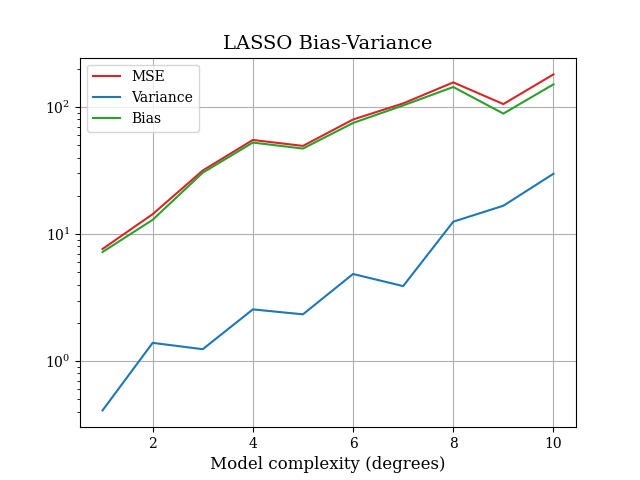 LASSO Bias-Variance
MSE
Variance
Bias
10²
10¹
10⁰
2 4 6 8 10
Model complexity (degrees)